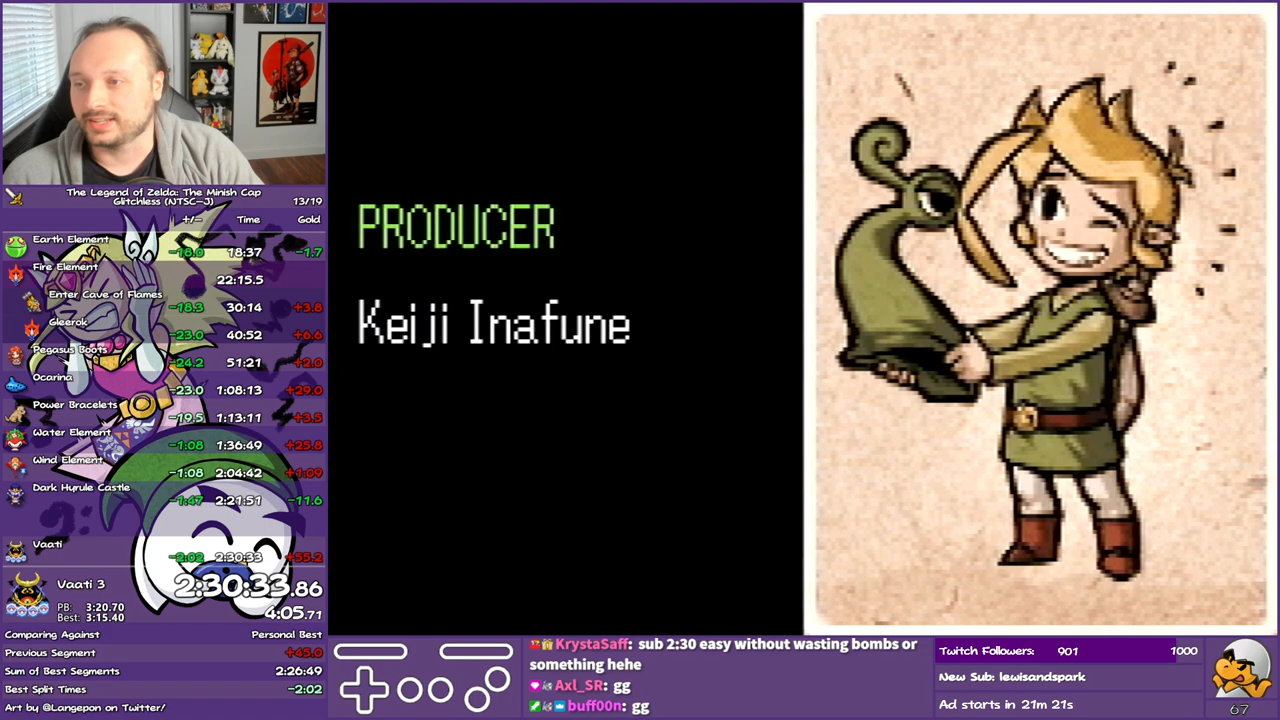 The Legend of Zelda: The Minish Cap
Glitchless (NTSC-J) 13/19
+/- Time Gold
Earth Element -18.0 18:37 -1.7
Fire Element 22:15.5
Enter Cave of Flames -18.3 30:14 +3.8
Gleerok -23.0 40:52 +6.6
Pegasus Boots -24.2 51:21 +2.0
Ocarina -23.0 1:08:13 +29.0
Power Bracelets -19.5 1:13:11 +3.5
Water Element -1:08 1:36:49 +25.8
Wind Element -1:08 2:04:42 +1:09
Dark Hyrule Castle -1:47 2:21:51 -11.6
Vaati -2:02 2:30:33 +55.2
Vaati 3 2:30:33.86
PB: 3:20.70
Best: 3:15.40 4:05.71
Comparing Against Personal Best
Previous Segment +45.0
Sum of Best Segments 2:26:49
Best Split Times -2:02
Art by @Langepon on Twitter/
PRODUCER
Keiji Inafune
KrystaSaff: sub 2:30 easy without wasting bombs or
something hehe
Axl_SR: gg
buff00n: gg
Twitch Followers: 901 1000
New Sub: lewisandspark
Ad starts in 21m 21s
67